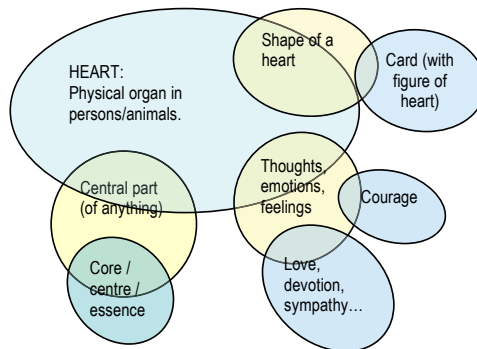 HEART:
Physical organ in
persons/animals.
Shape of a
heart
Card (with
figure of
heart)
Central part
(of anything)
Thoughts,
emotions,
feelings
Courage
Core /
centre /
essence
Love,
devotion,
sympathy…